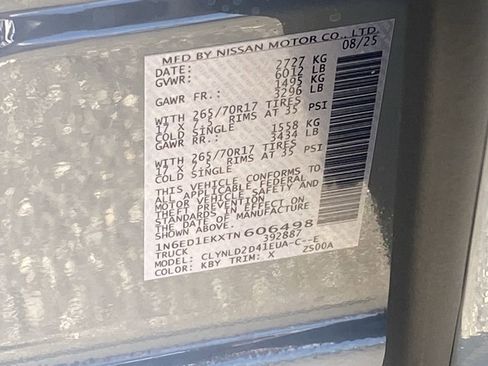 MFD BY NISSAN MOTOR CO., LTD.
DATE: 08/25
GVWR: 2727 KG
6012 LB
GAWR FR.: 1495 KG
3296 LB
WITH 265/70R17 TIRES
17 X 7.5 RIMS AT 35 PSI
COLD SINGLE
GAWR RR.: 1558 KG
3434 LB
WITH 265/70R17 TIRES
17 X 7.5 RIMS AT 35 PSI
COLD SINGLE
THIS VEHICLE CONFORMS TO
ALL APPLICABLE FEDERAL
MOTOR VEHICLE SAFETY AND
THEFT PREVENTION
STANDARDS IN EFFECT ON
THE DATE OF MANUFACTURE
SHOWN ABOVE.
1N6ED1EKXTN606498
TRUCK 392887
MODEL: CLYNLD2D41EUA-C--E
COLOR: KBY TRIM: X ZS00A